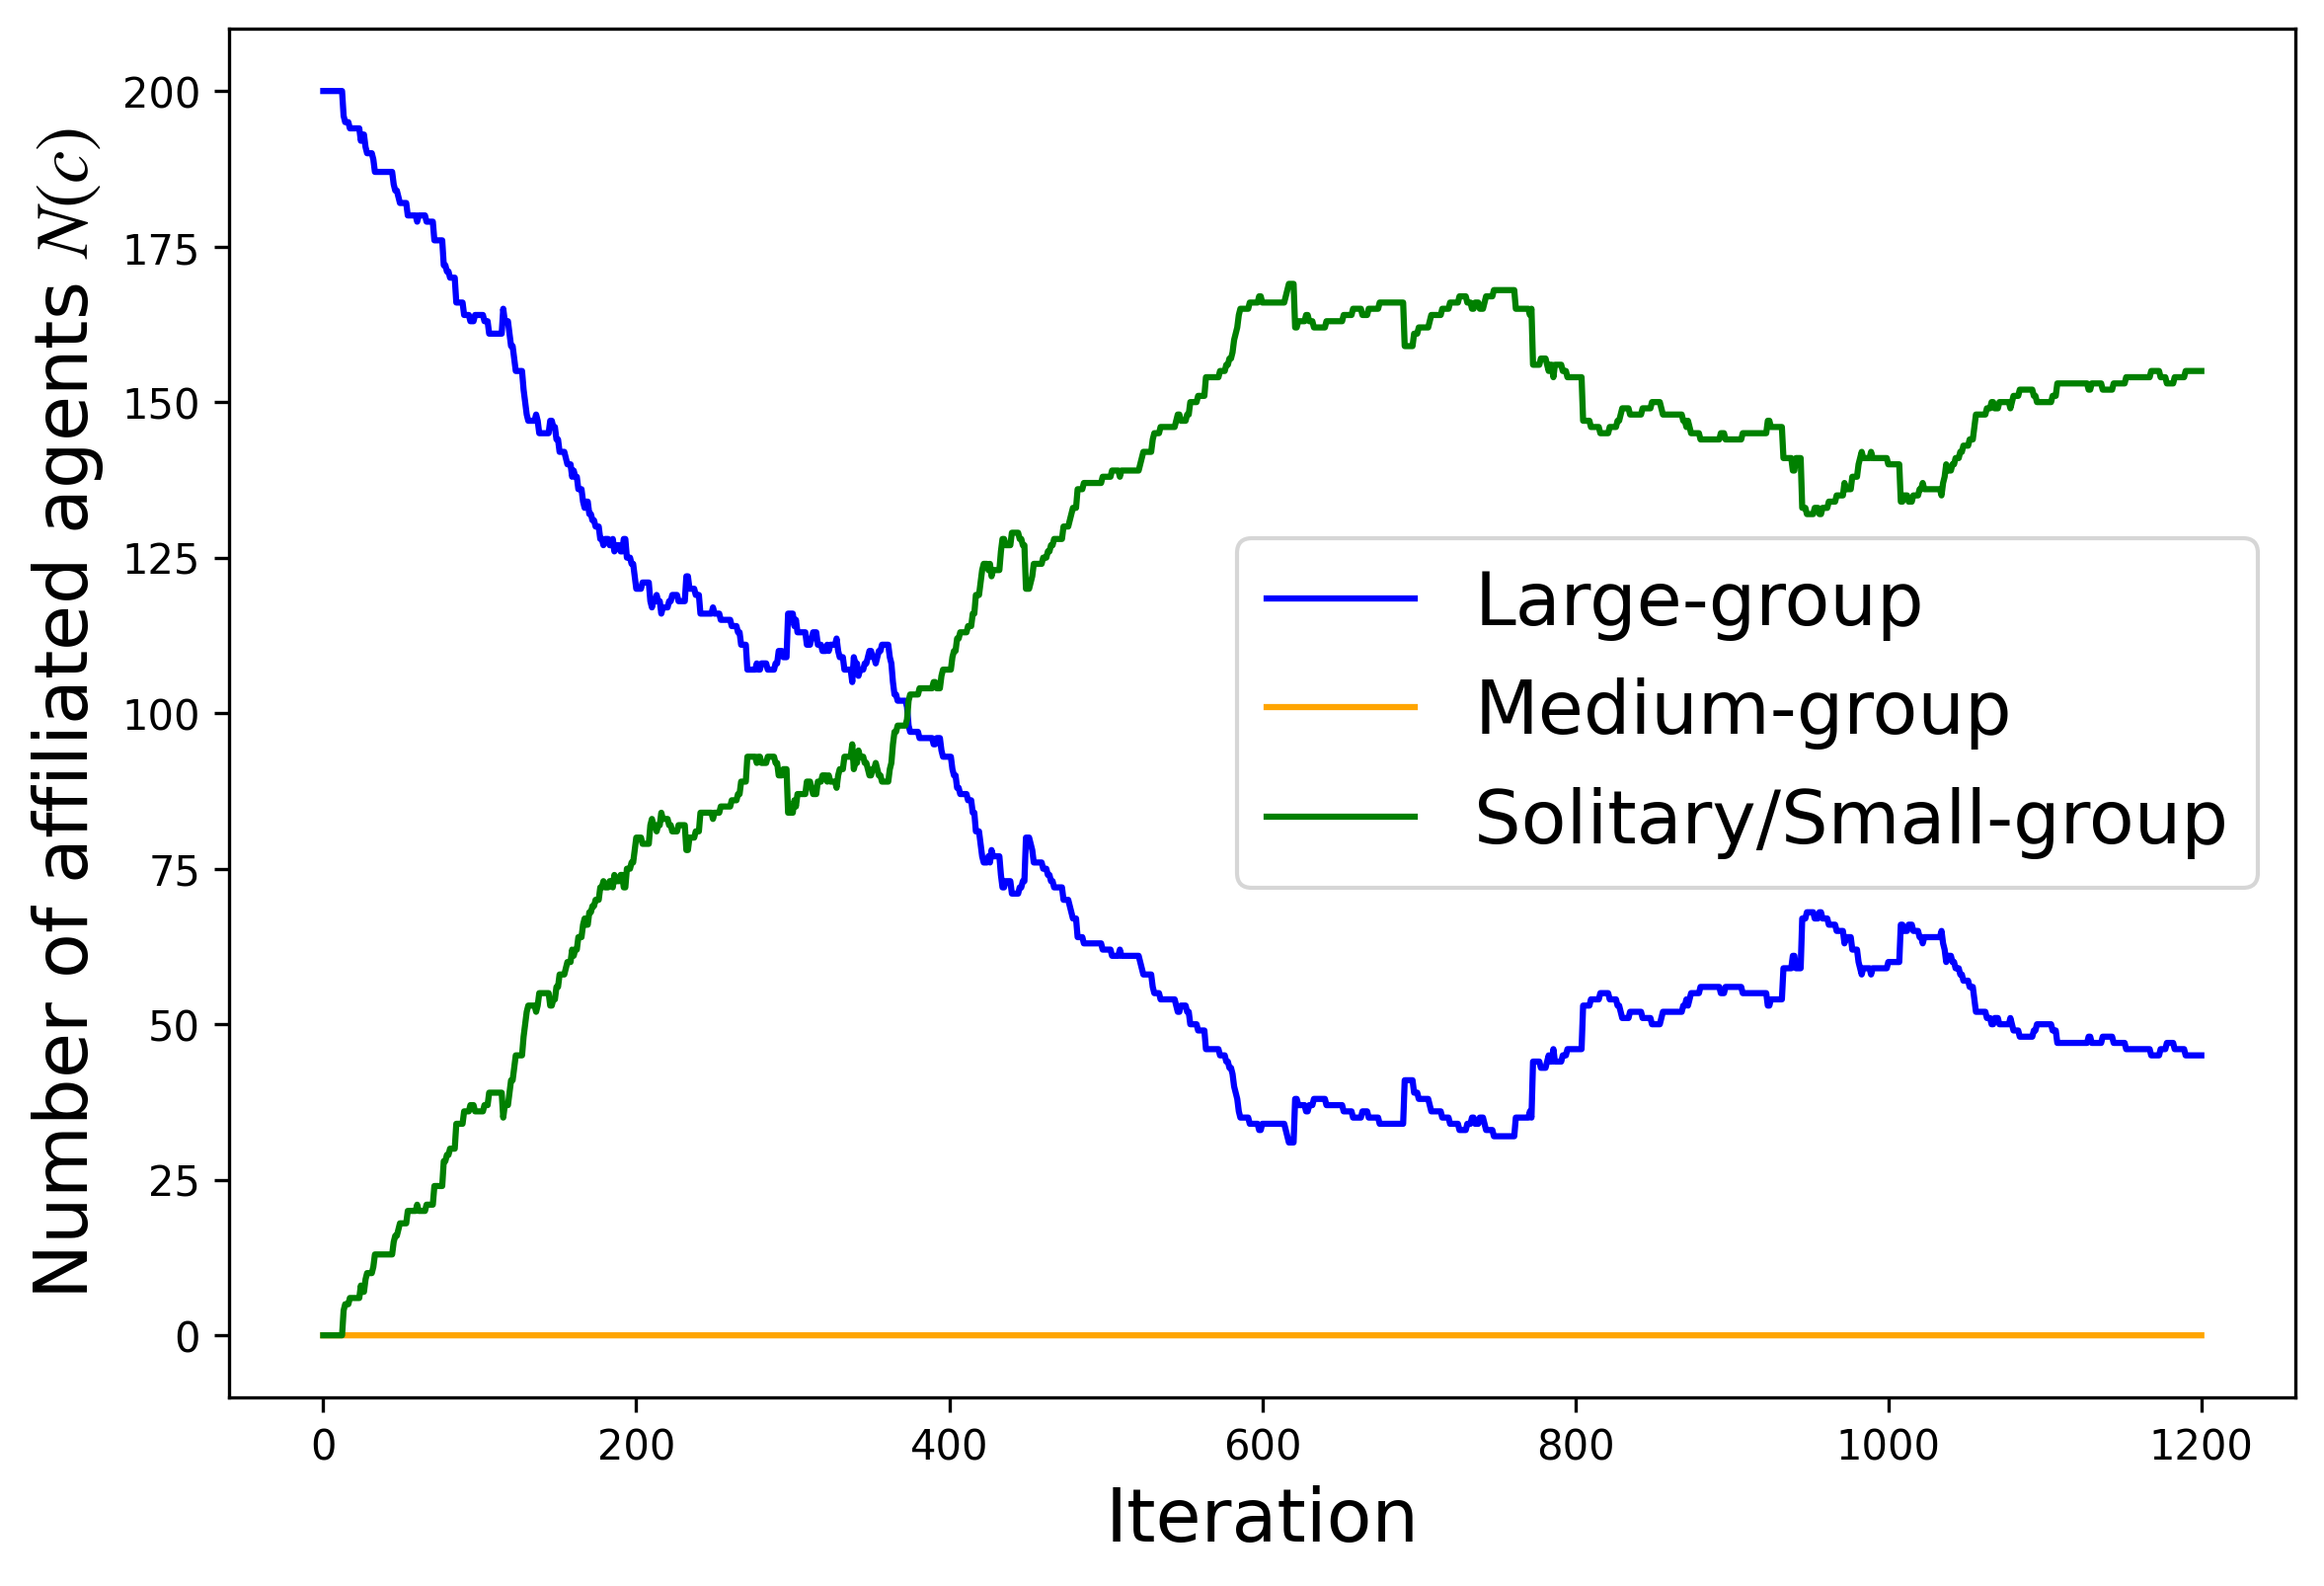 Number of affiliated agents N(c)
200
175
150
125
100
75
50
25
0
Large-group
Medium-group
Solitary/Small-group
0 200 400 600 800 1000 1200
Iteration